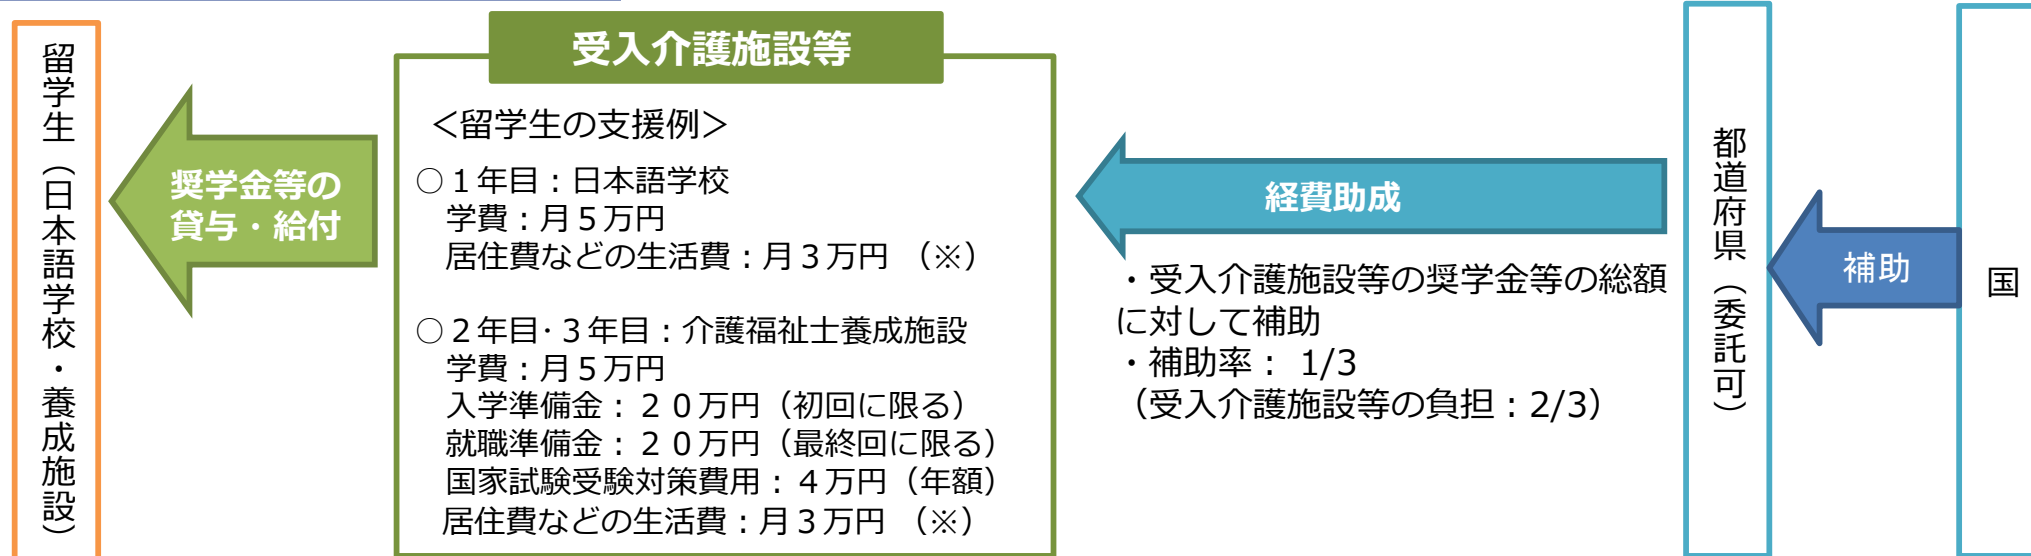 留学生（日本語学校・養成施設）
奨学金等の
貸与・給付
受入介護施設等
＜留学生の支援例＞
○１年目：日本語学校
学費：月５万円
居住費などの生活費：月３万円 （※）
○２年目･３年目：介護福祉士養成施設
学費：月５万円
入学準備金：２０万円（初回に限る）
就職準備金：２０万円（最終回に限る）
国家試験受験対策費用：４万円（年額）
居住費などの生活費：月３万円 （※）
経費助成
・受入介護施設等の奨学金等の総額
に対して補助
・補助率： 1/3
（受入介護施設等の負担：2/3）
都道府県（委託可）
補助
国